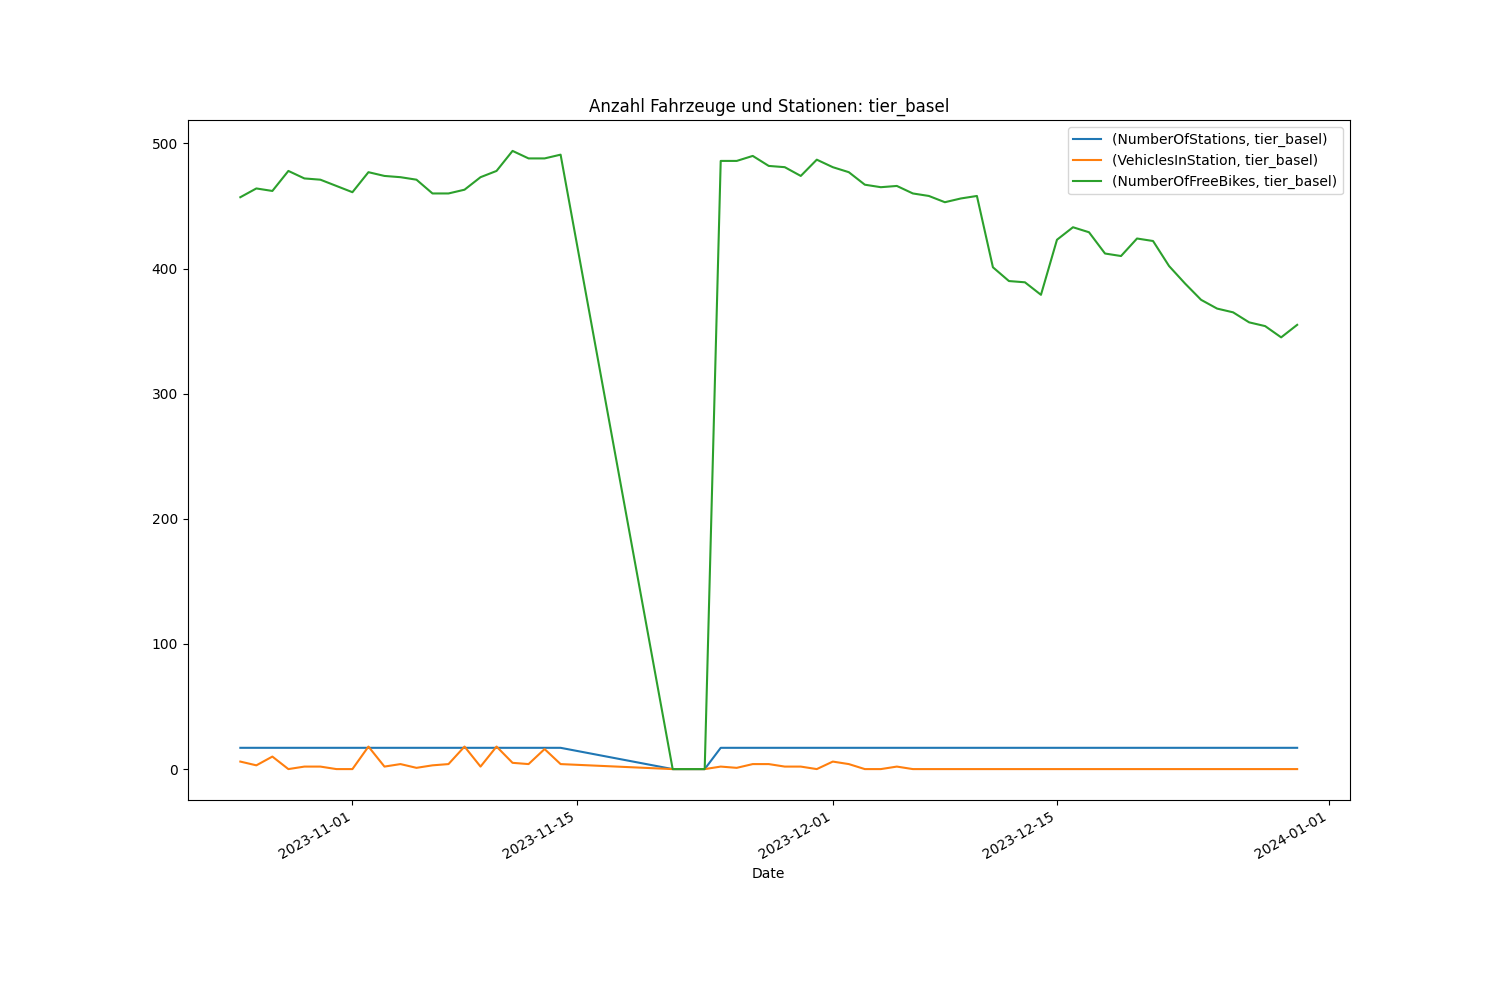 Anzahl Fahrzeuge und Stationen: tier_basel
(NumberOfStations, tier_basel)
(VehiclesInStation, tier_basel)
(NumberOfFreeBikes, tier_basel)
500
400
300
200
100
0
2023-11-01
2023-11-15
2023-12-01
2023-12-15
2024-01-01
Date